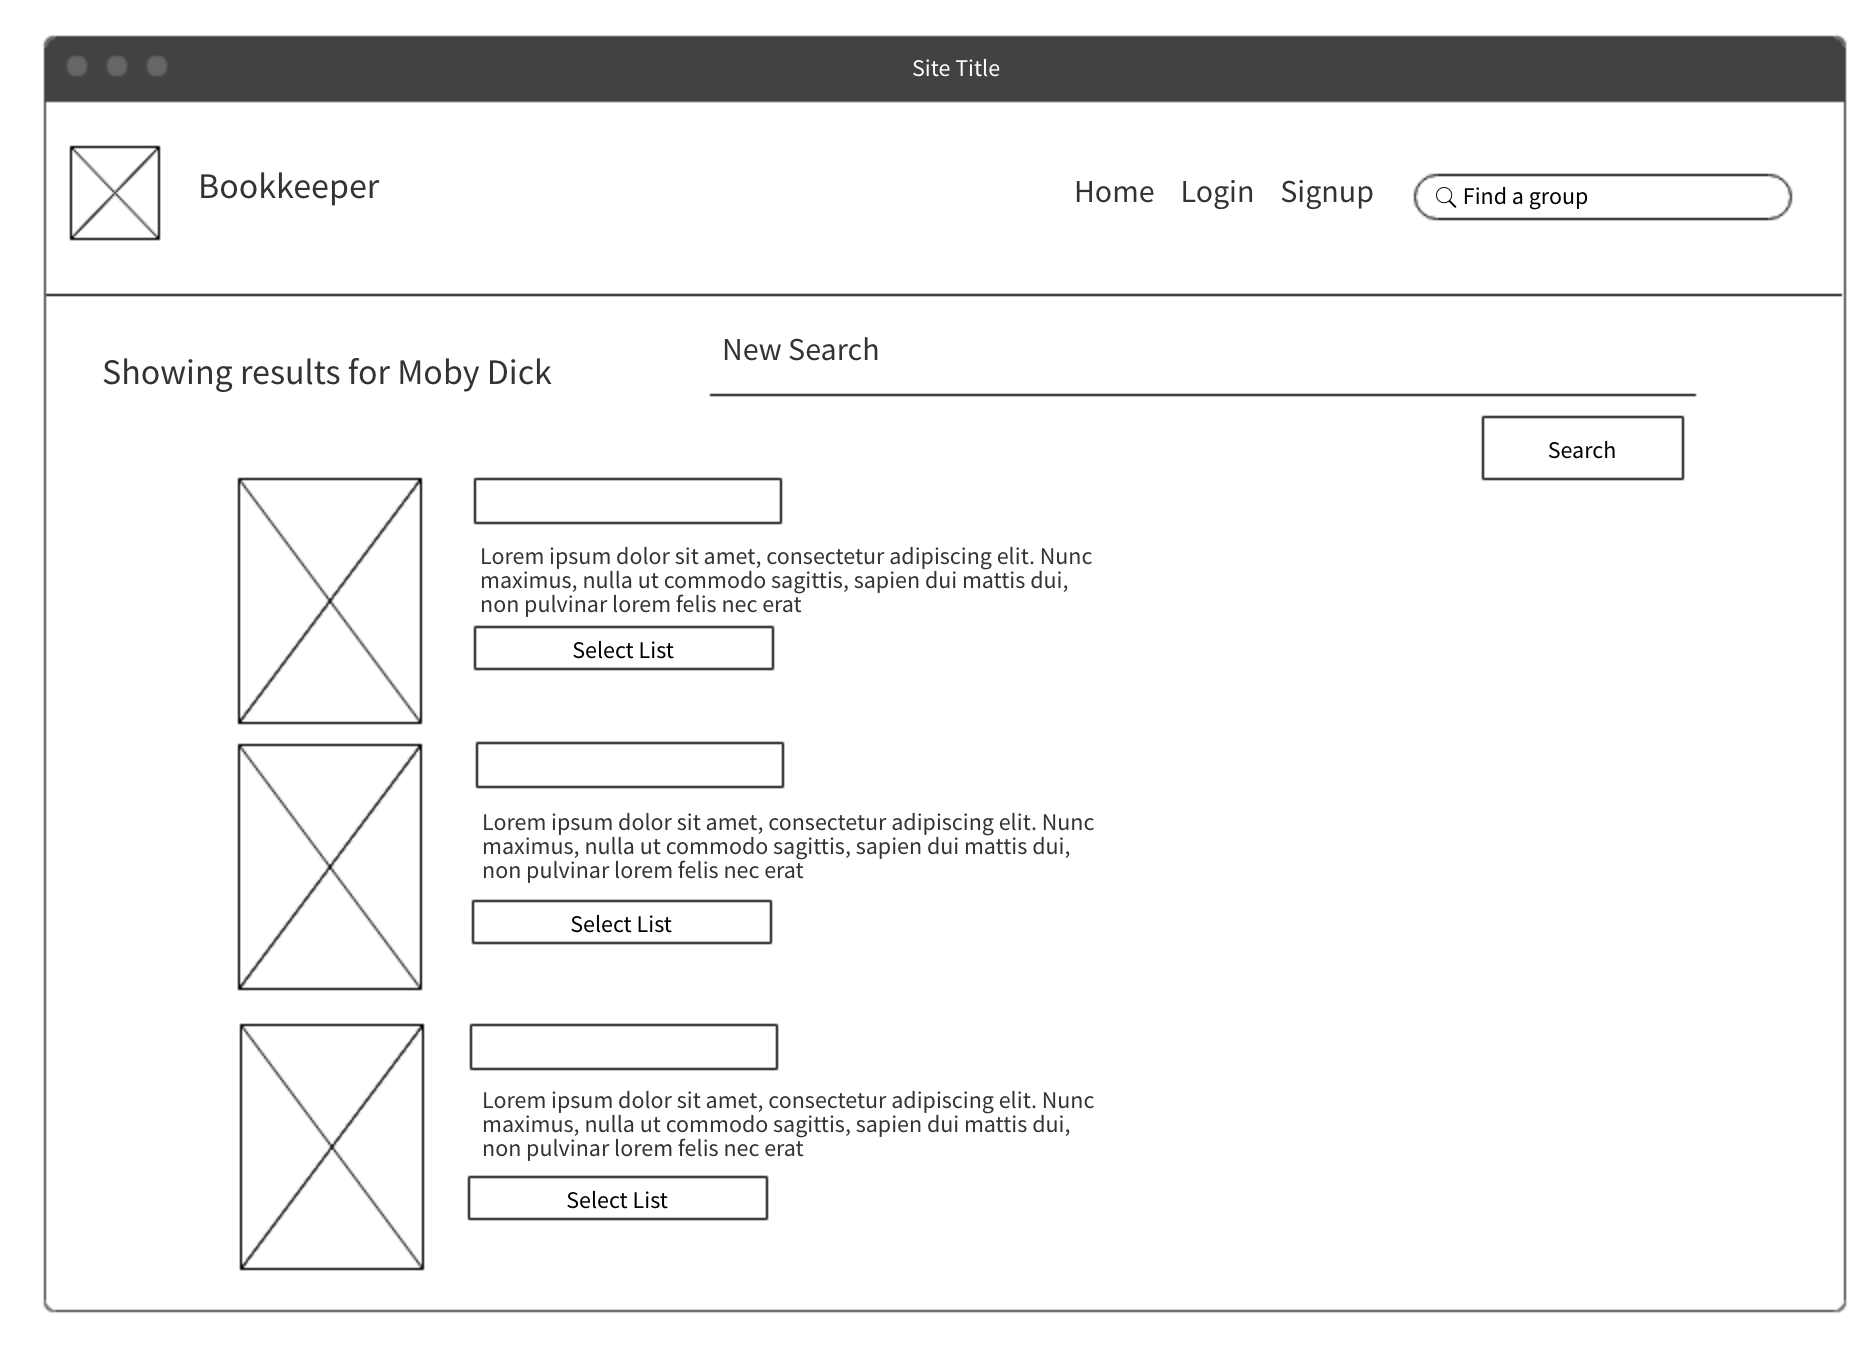 Site Title
Bookkeeper
Home Login Signup Find a group
New Search
Showing results for Moby Dick
Search
Lorem ipsum dolor sit amet, consectetur adipiscing elit. Nunc
maximus, nulla ut commodo sagittis, sapien dui mattis dui,
non pulvinar lorem felis nec erat
Select List
Lorem ipsum dolor sit amet, consectetur adipiscing elit. Nunc
maximus, nulla ut commodo sagittis, sapien dui mattis dui,
non pulvinar lorem felis nec erat
Select List
Lorem ipsum dolor sit amet, consectetur adipiscing elit. Nunc
maximus, nulla ut commodo sagittis, sapien dui mattis dui,
non pulvinar lorem felis nec erat
Select List